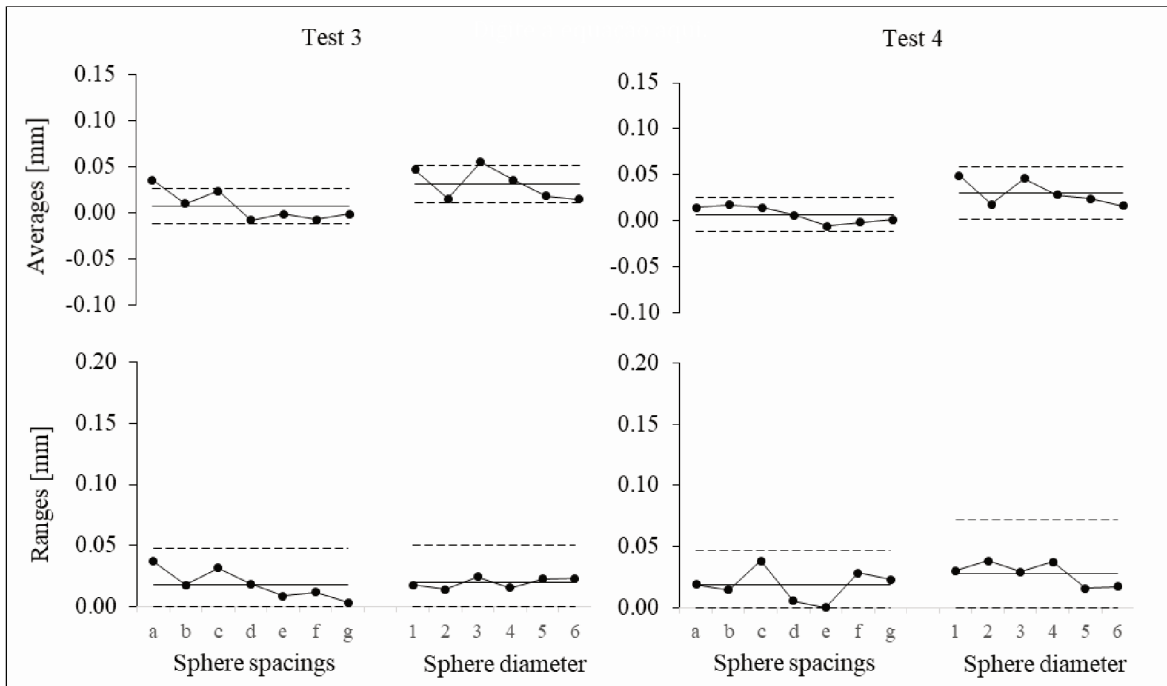 Test 3
Test 4
Averages [mm]
0.15
0.10
0.05
0.00
-0.05
-0.10
0.15
0.10
0.05
0.00
-0.05
-0.10
Ranges [mm]
0.20
0.15
0.10
0.05
0.00
0.20
0.15
0.10
0.05
0.00
a b c d e f g
1 2 3 4 5 6
a b c d e f g
1 2 3 4 5 6
Sphere spacings
Sphere diameter
Sphere spacings
Sphere diameter